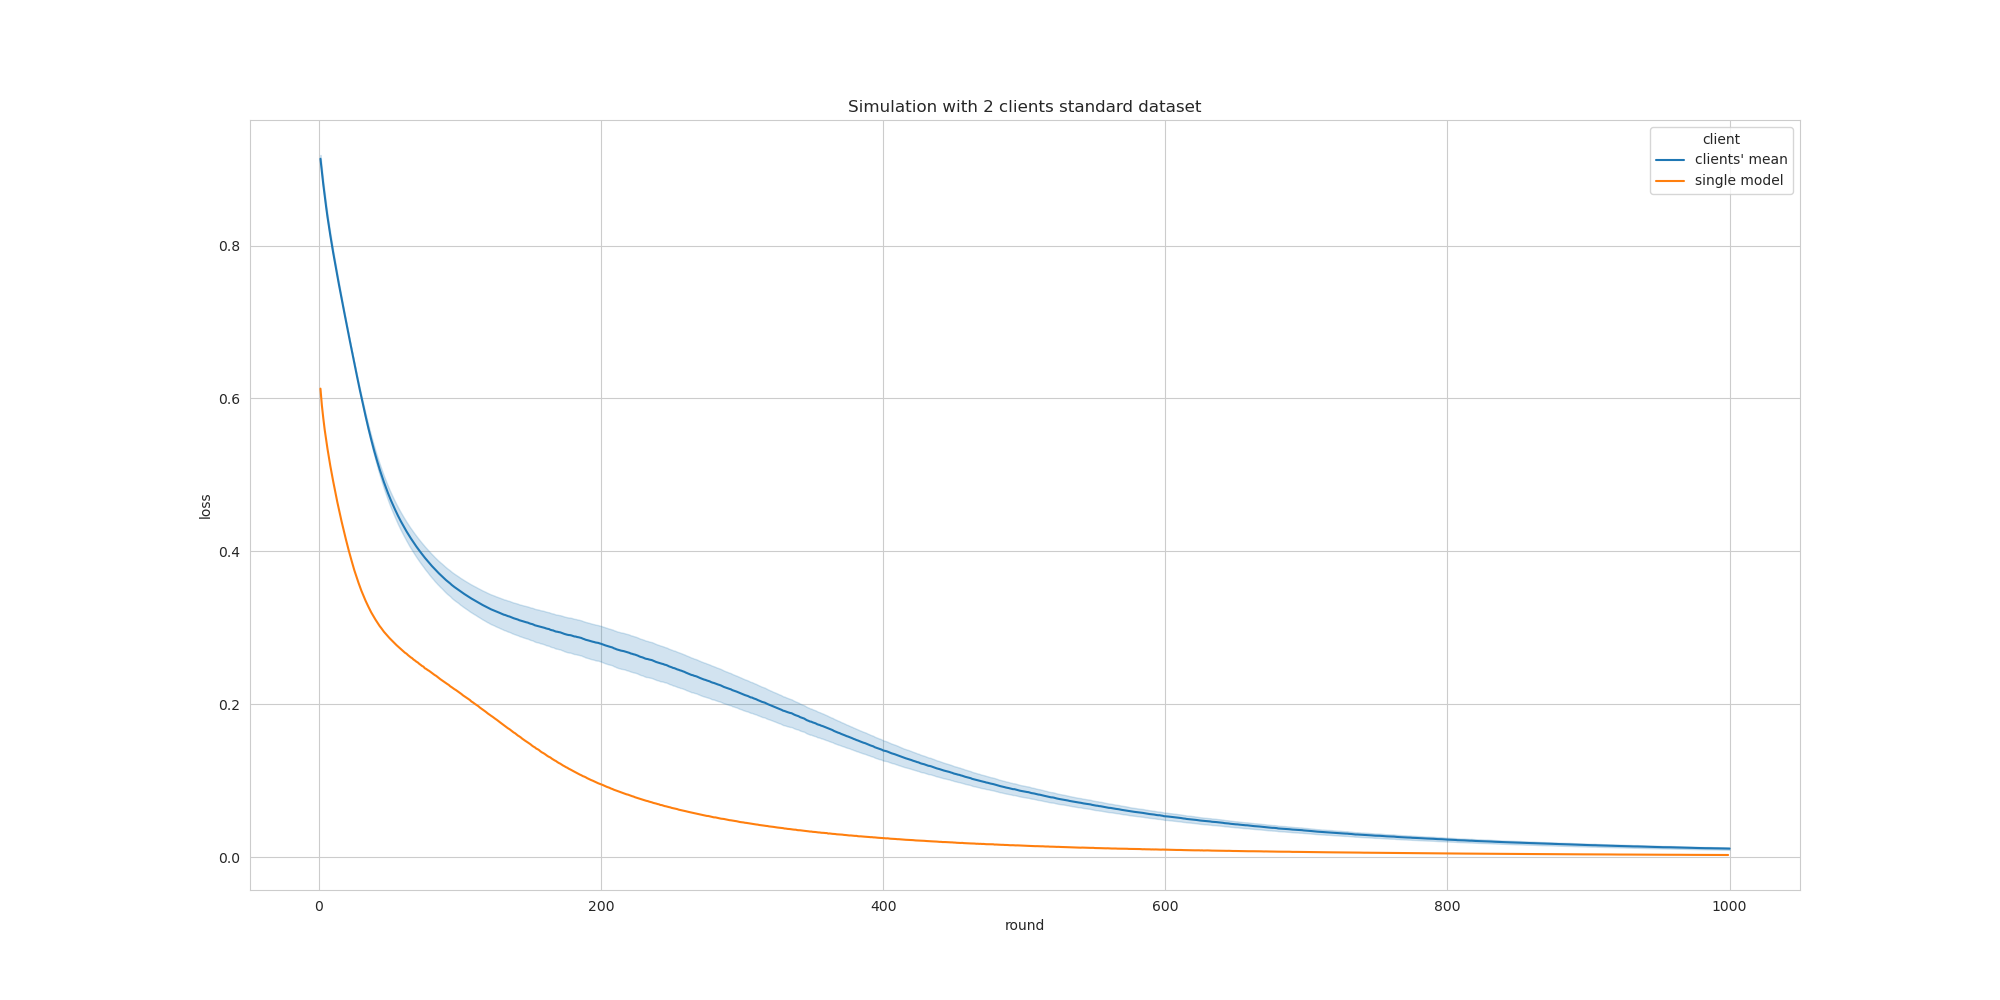 Simulation with 2 clients standard dataset
client
clients' mean
single model
loss
0.8
0.6
0.4
0.2
0.0
0 200 400 600 800 1000
round